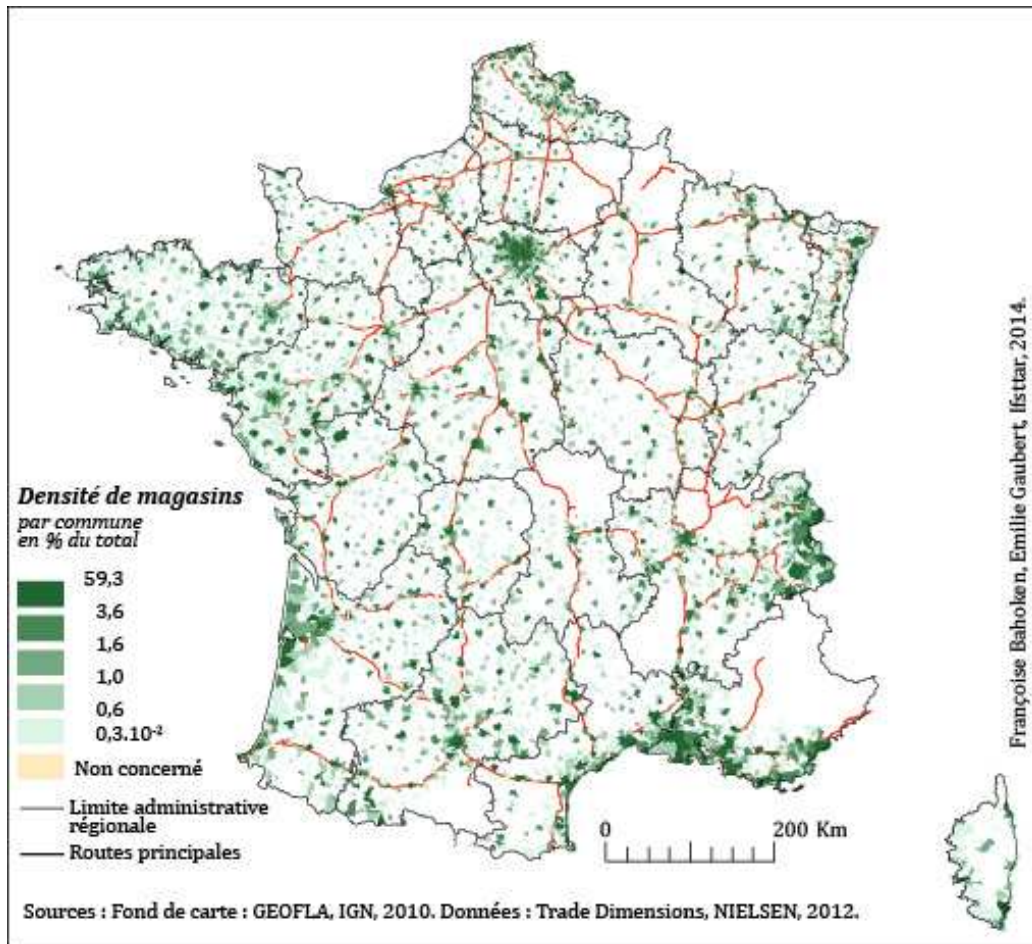 Densité de magasins
par commune
en % du total
59,3
3,6
1,6
1,0
0,6
0,3.10⁻²
Non concerné
Limite administrative
régionale
Routes principales
0 200 Km
Sources : Fond de carte : GEOFLA, IGN, 2010. Données : Trade Dimensions, NIELSEN, 2012.
Françoise Bahoken, Emilie Gaubert, Ifsttar, 2014.